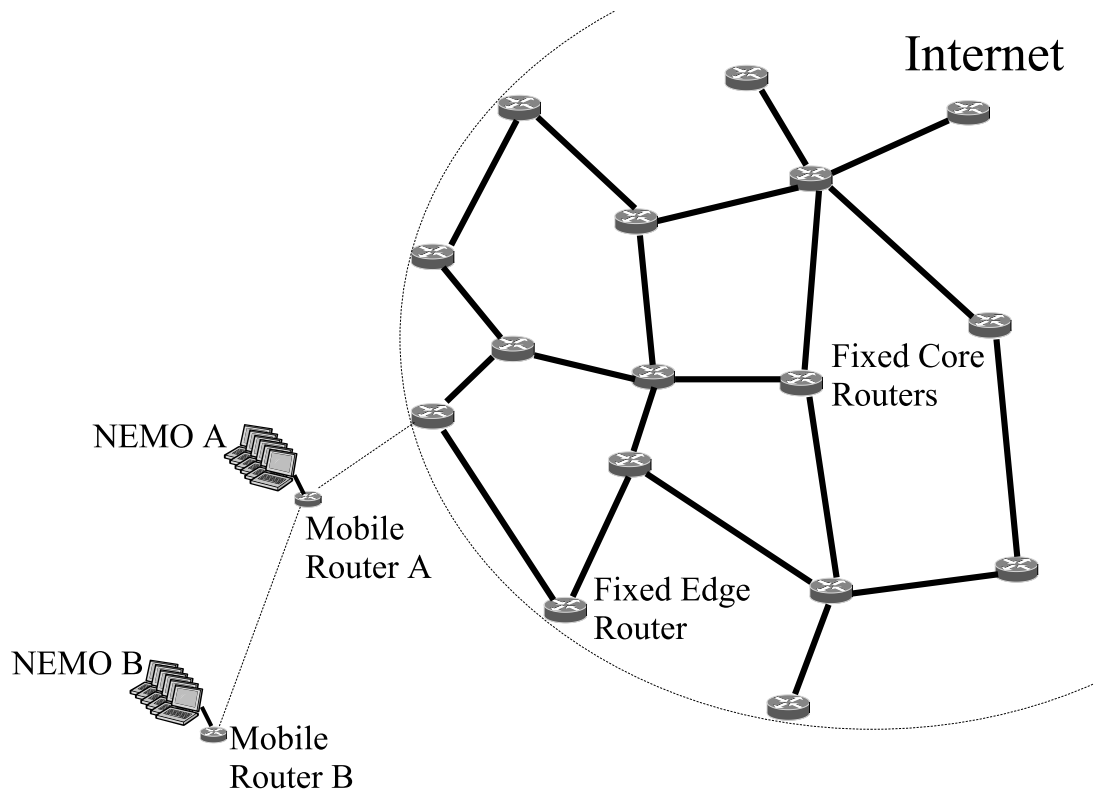 Internet
Fixed Core
Routers
NEMO A
Mobile
Router A
Fixed Edge
Router
NEMO B
Mobile
Router B